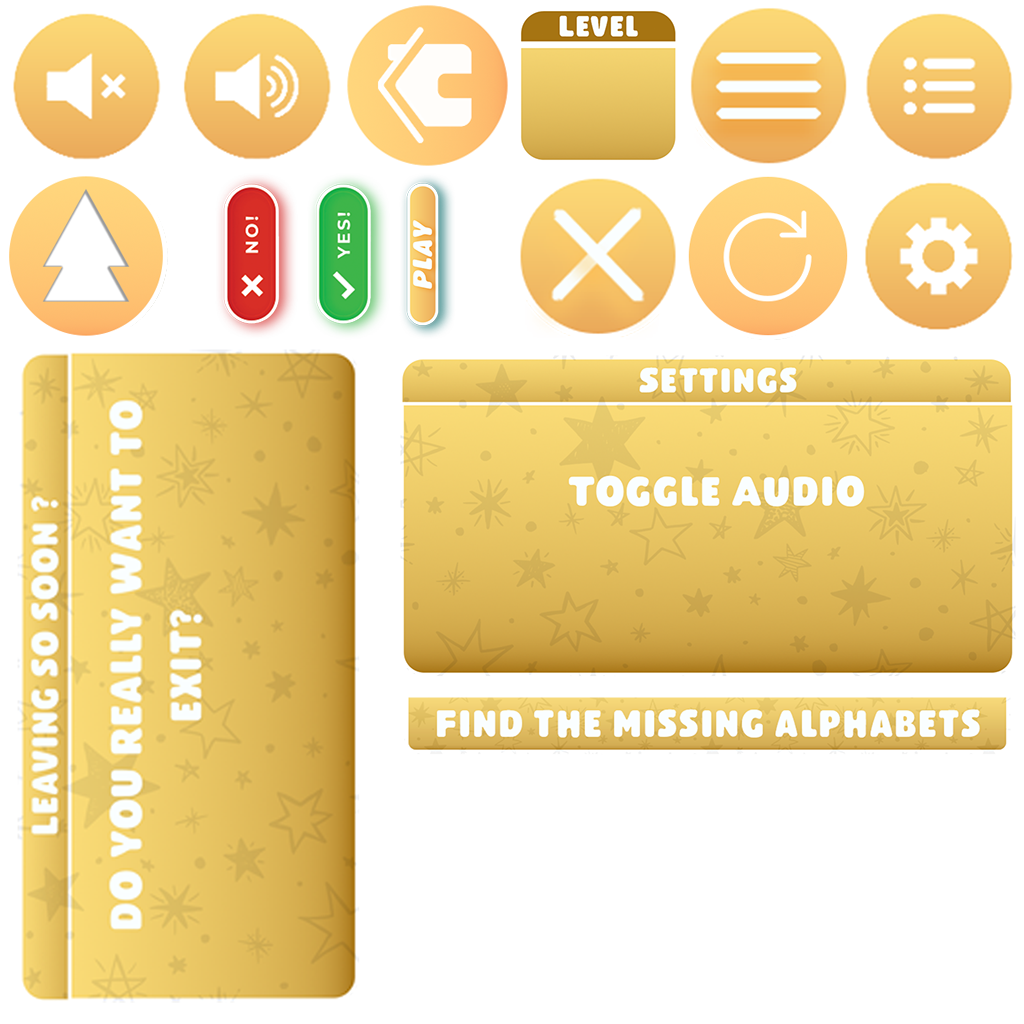 LEVEL
NO!
YES!
PLAY
LEAVING SO SOON ?
DO YOU REALLY WANT TO
EXIT?
SETTINGS
TOGGLE AUDIO
FIND THE MISSING ALPHABETS